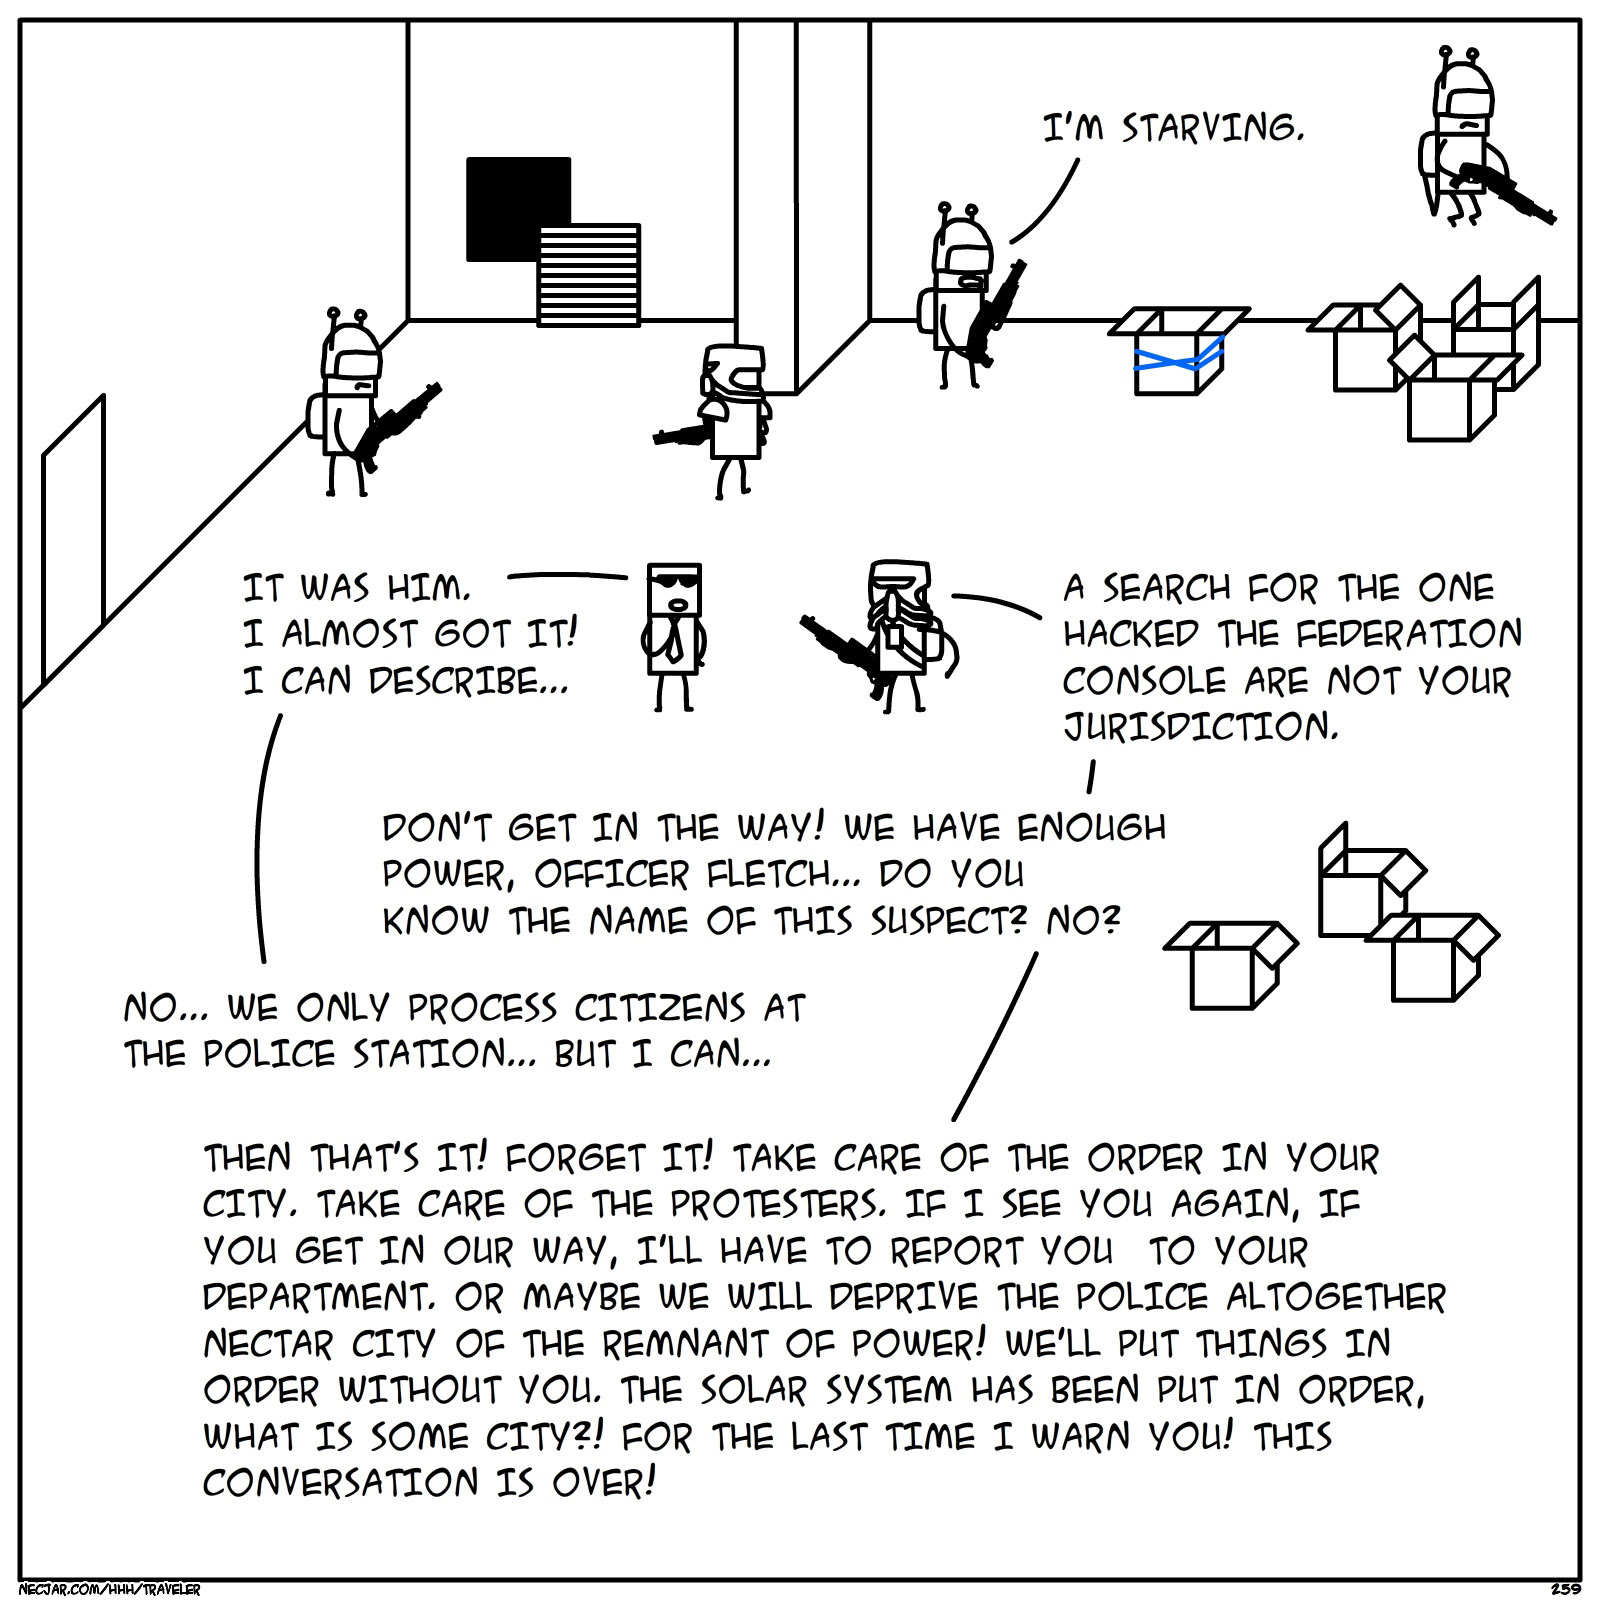 I'M STARVING.
IT WAS HIM.
I ALMOST GOT IT!
I CAN DESCRIBE...
A SEARCH FOR THE ONE
HACKED THE FEDERATION
CONSOLE ARE NOT YOUR
JURISDICTION.
DON'T GET IN THE WAY! WE HAVE ENOUGH
POWER, OFFICER FLETCH... DO YOU
KNOW THE NAME OF THIS SUSPECT? NO?
NO... WE ONLY PROCESS CITIZENS AT
THE POLICE STATION... BUT I CAN...
THEN THAT'S IT! FORGET IT! TAKE CARE OF THE ORDER IN YOUR
CITY. TAKE CARE OF THE PROTESTERS. IF I SEE YOU AGAIN, IF
YOU GET IN OUR WAY, I'LL HAVE TO REPORT YOU TO YOUR
DEPARTMENT. OR MAYBE WE WILL DEPRIVE THE POLICE ALTOGETHER
NECTAR CITY OF THE REMNANT OF POWER! WE'LL PUT THINGS IN
ORDER WITHOUT YOU. THE SOLAR SYSTEM HAS BEEN PUT IN ORDER,
WHAT IS SOME CITY?! FOR THE LAST TIME I WARN YOU! THIS
CONVERSATION IS OVER!
NECJAR.COM/HHH/TRAVELER
259